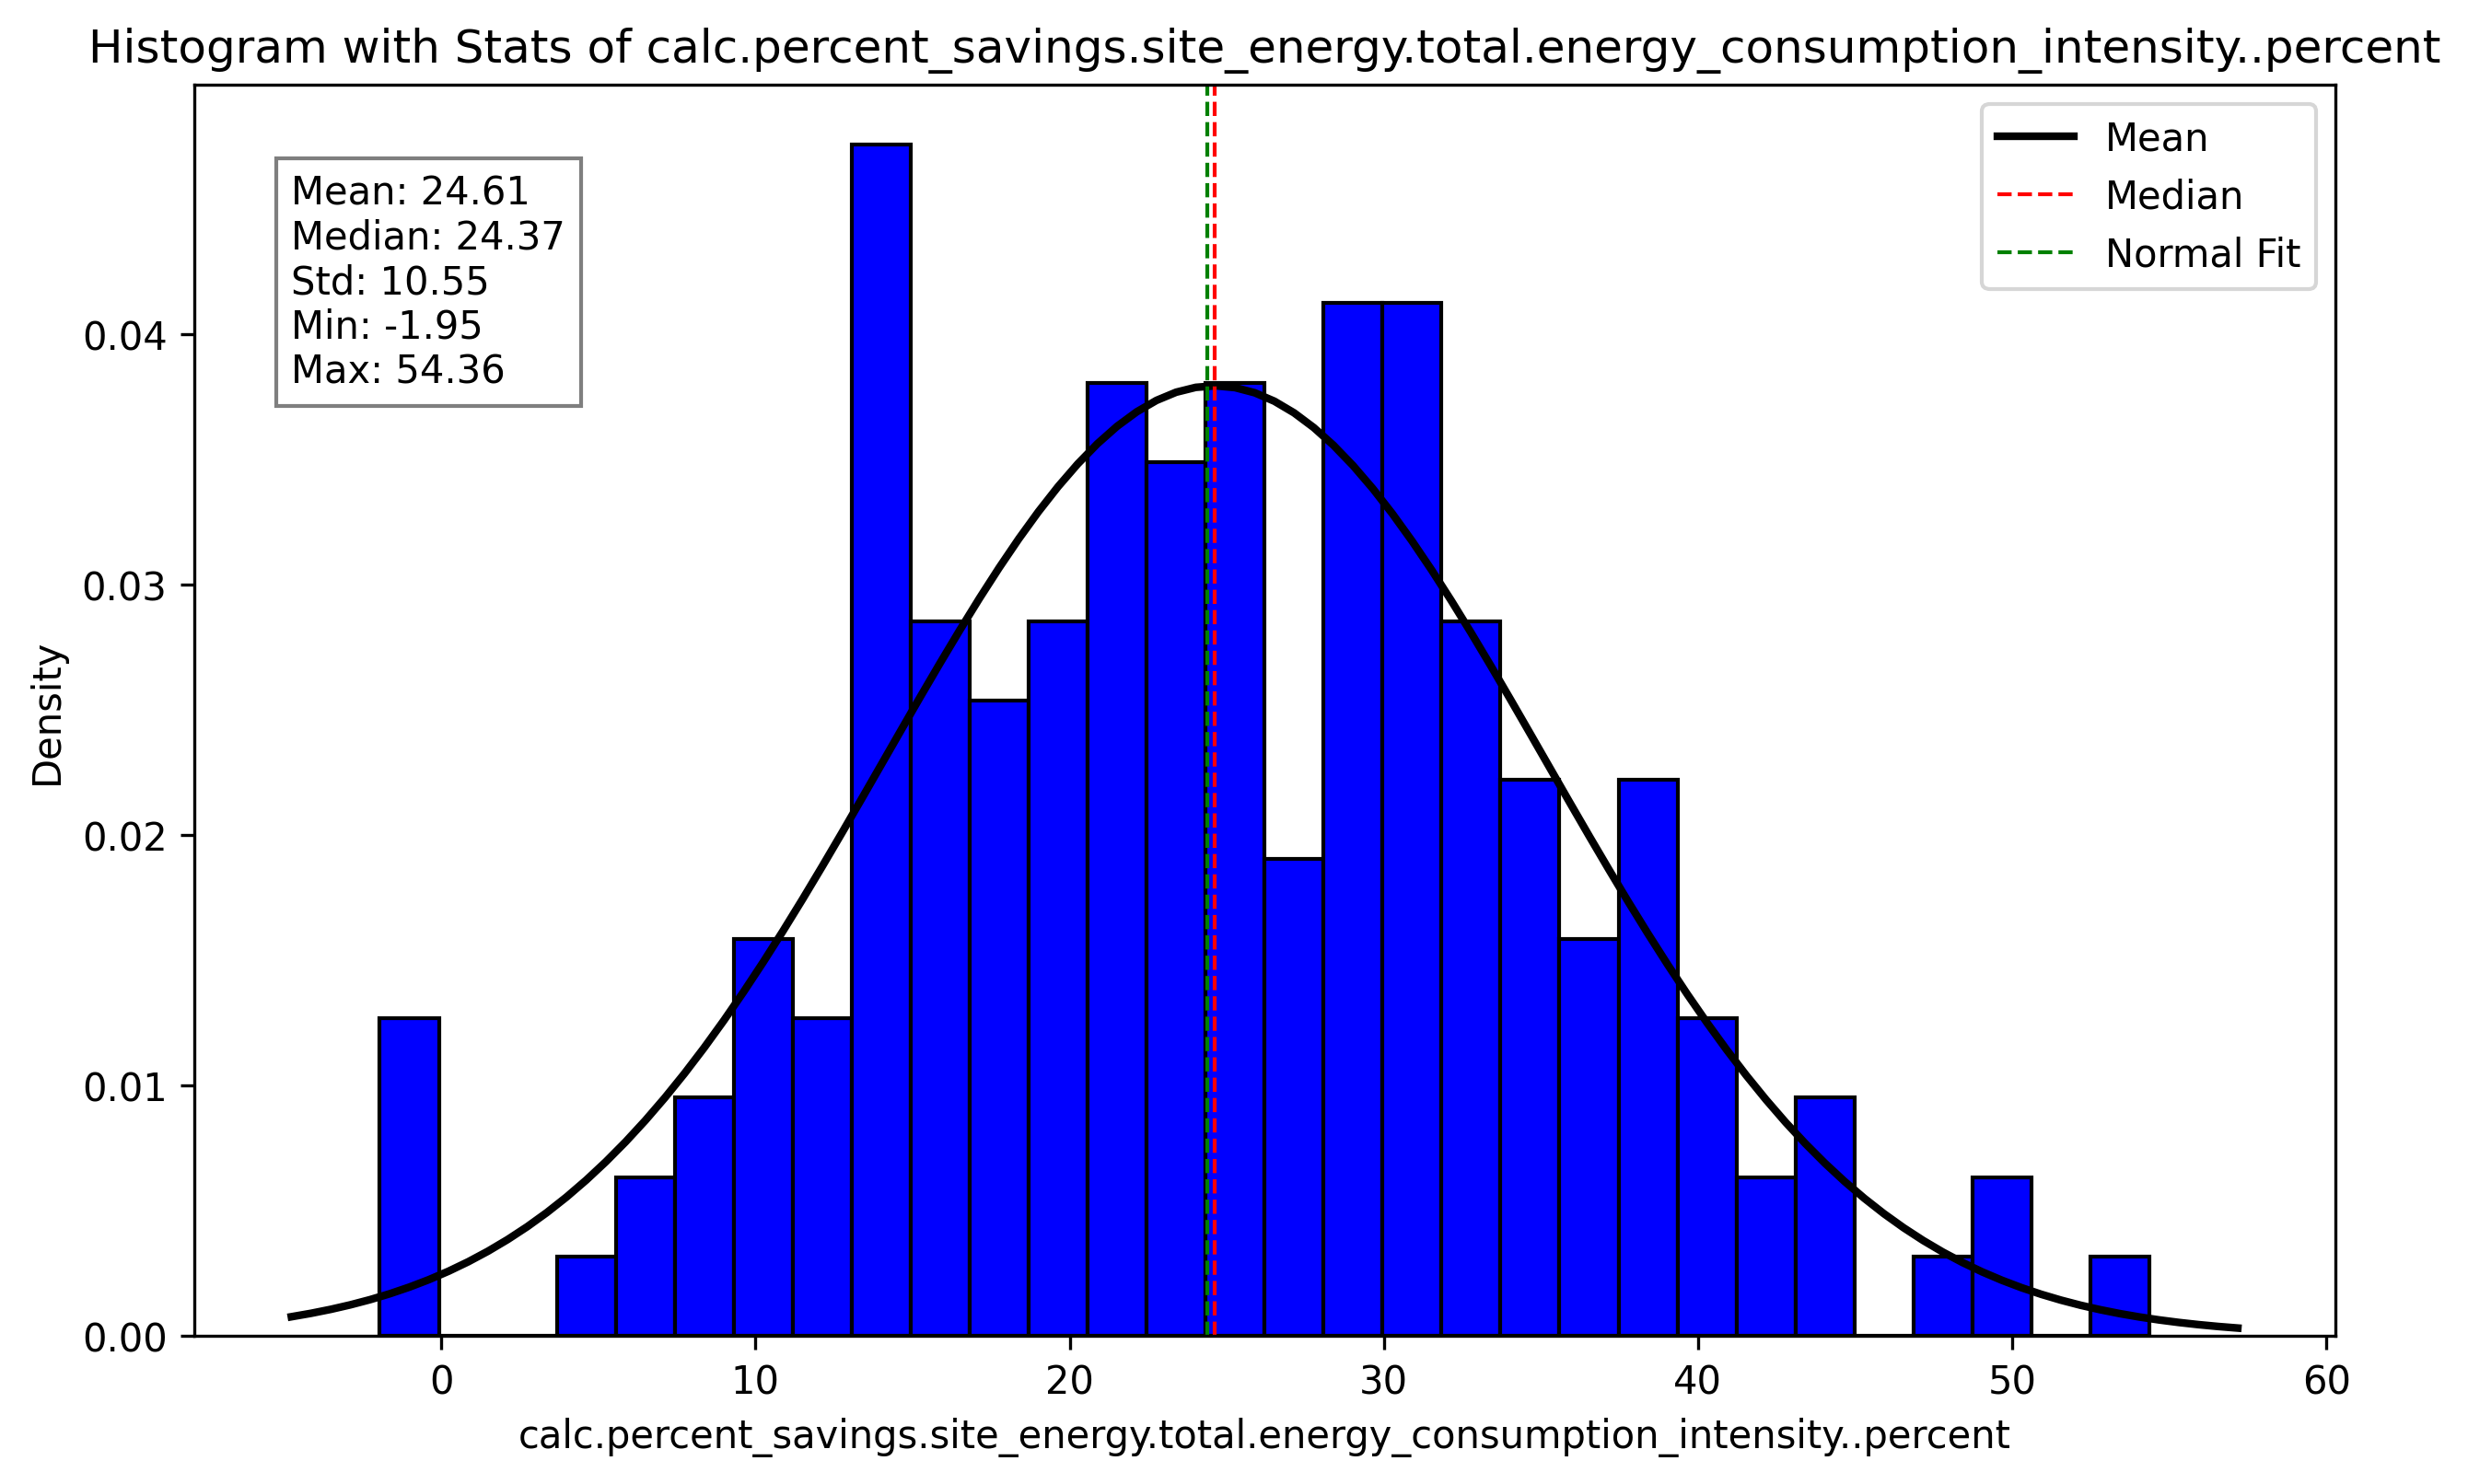 Histogram with Stats of calc.percent_savings.site_energy.total.energy_consumption_intensity..percent
Mean: 24.61
Median: 24.37
Std: 10.55
Min: -1.95
Max: 54.36
Mean
Median
Normal Fit
Density
0.04
0.03
0.02
0.01
0.00
0 10 20 30 40 50 60
calc.percent_savings.site_energy.total.energy_consumption_intensity..percent